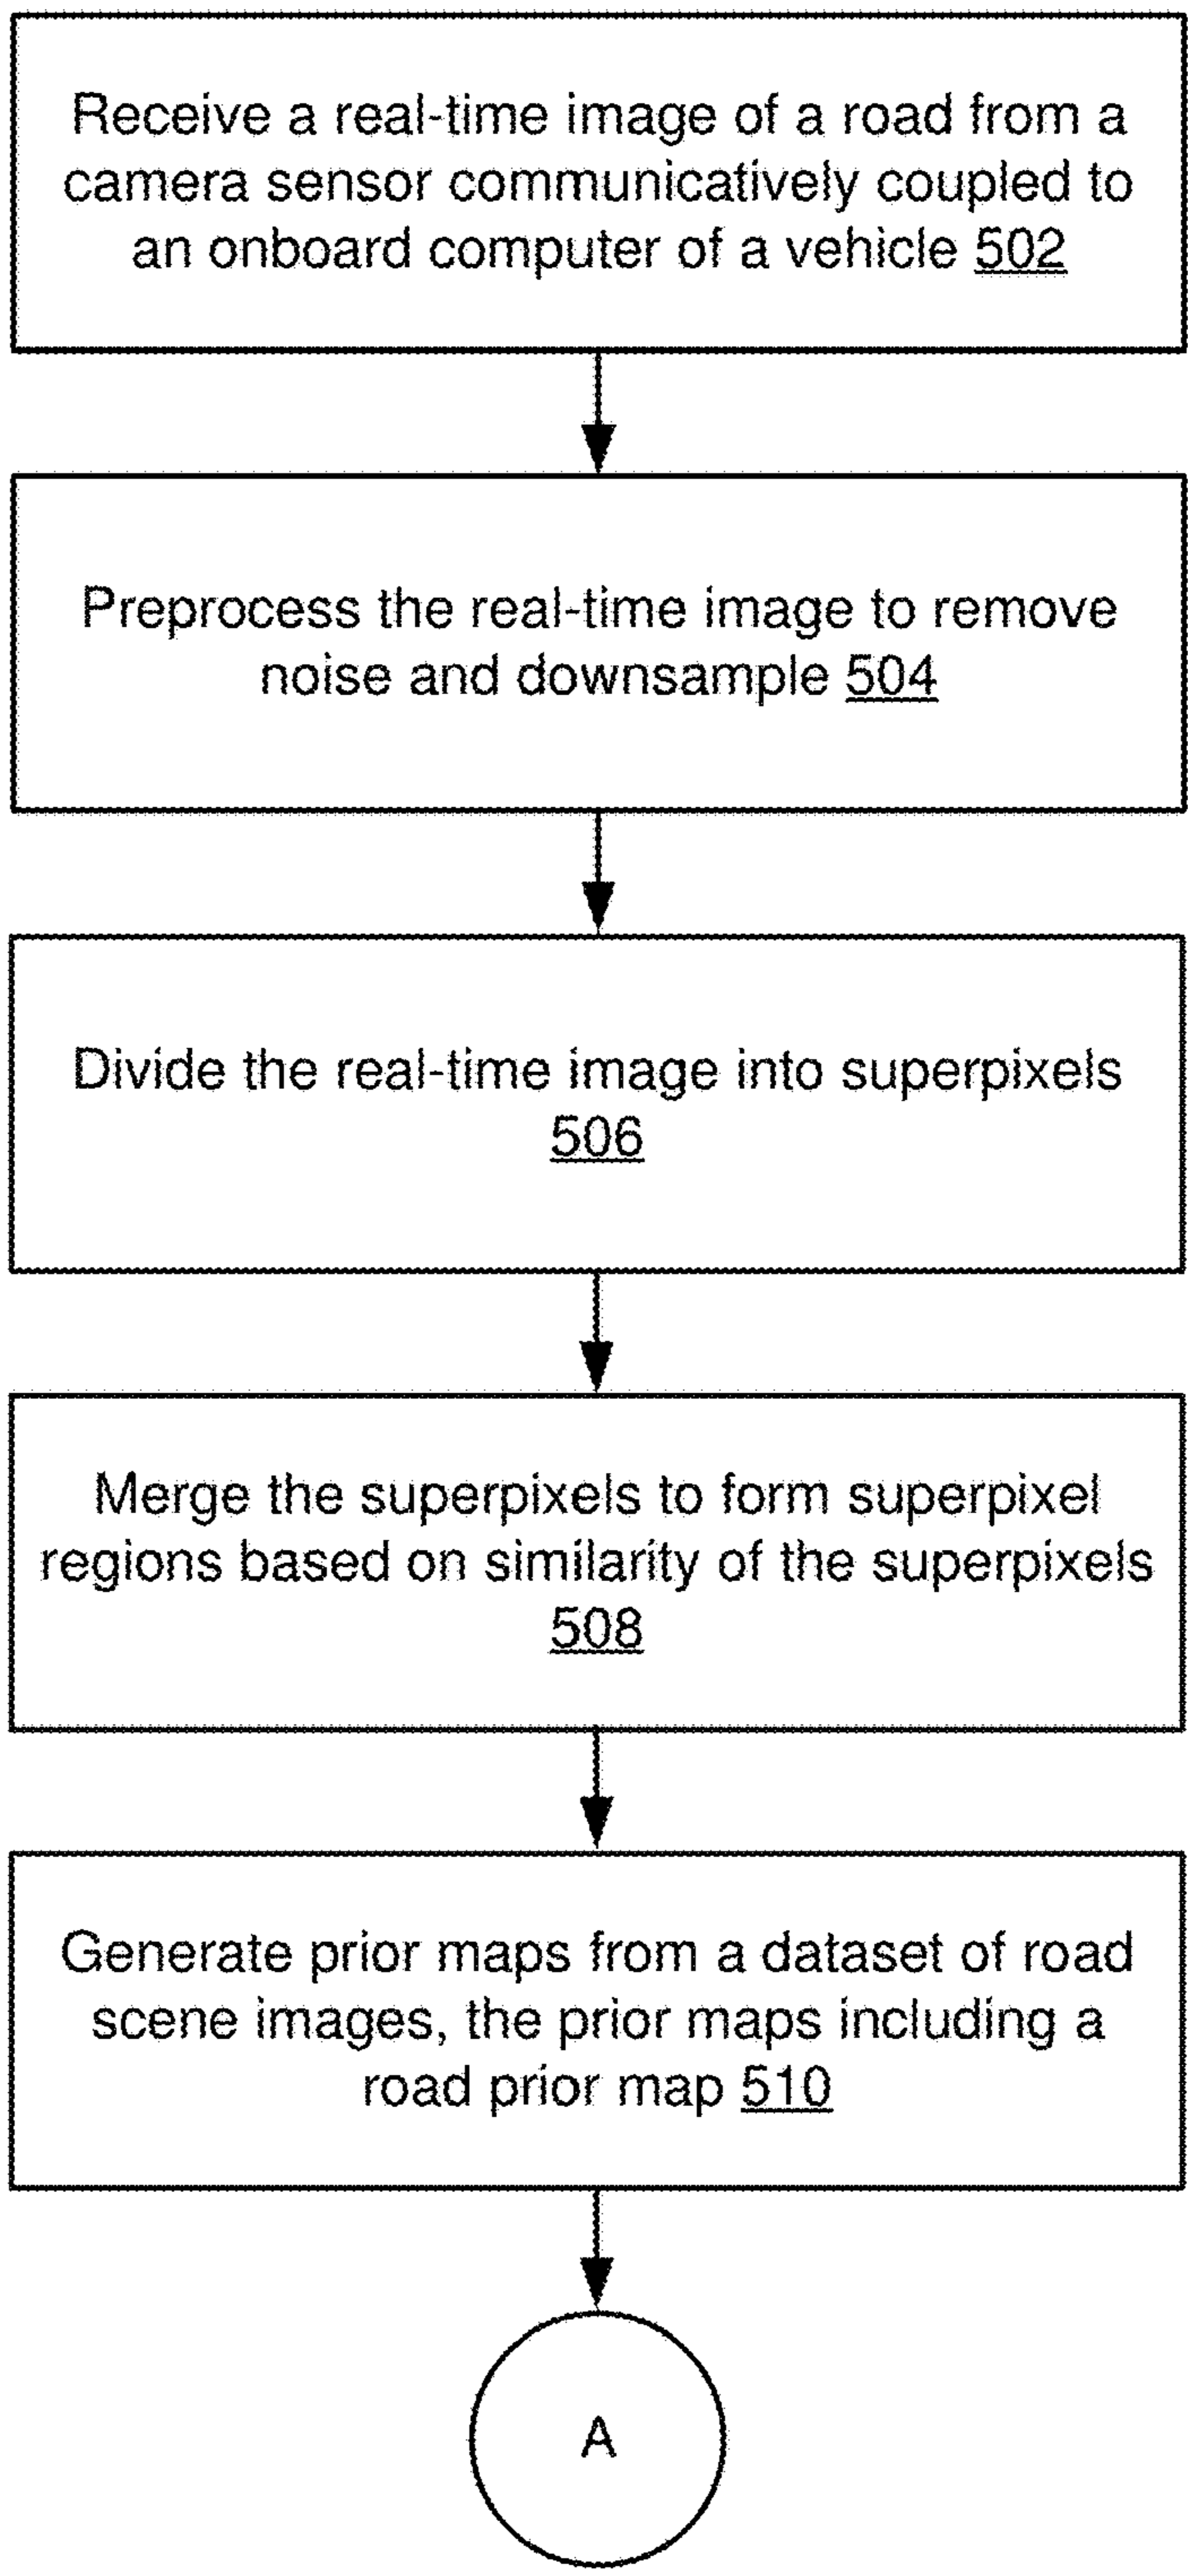 Receive a real-time image of a road from a
camera sensor communicatively coupled to
an onboard computer of a vehicle 502
Preprocess the real-time image to remove
noise and downsample 504
Divide the real-time image into superpixels
506
Merge the superpixels to form superpixel
regions based on similarity of the superpixels
508
Generate prior maps from a dataset of road
scene images, the prior maps including a
road prior map 510
A